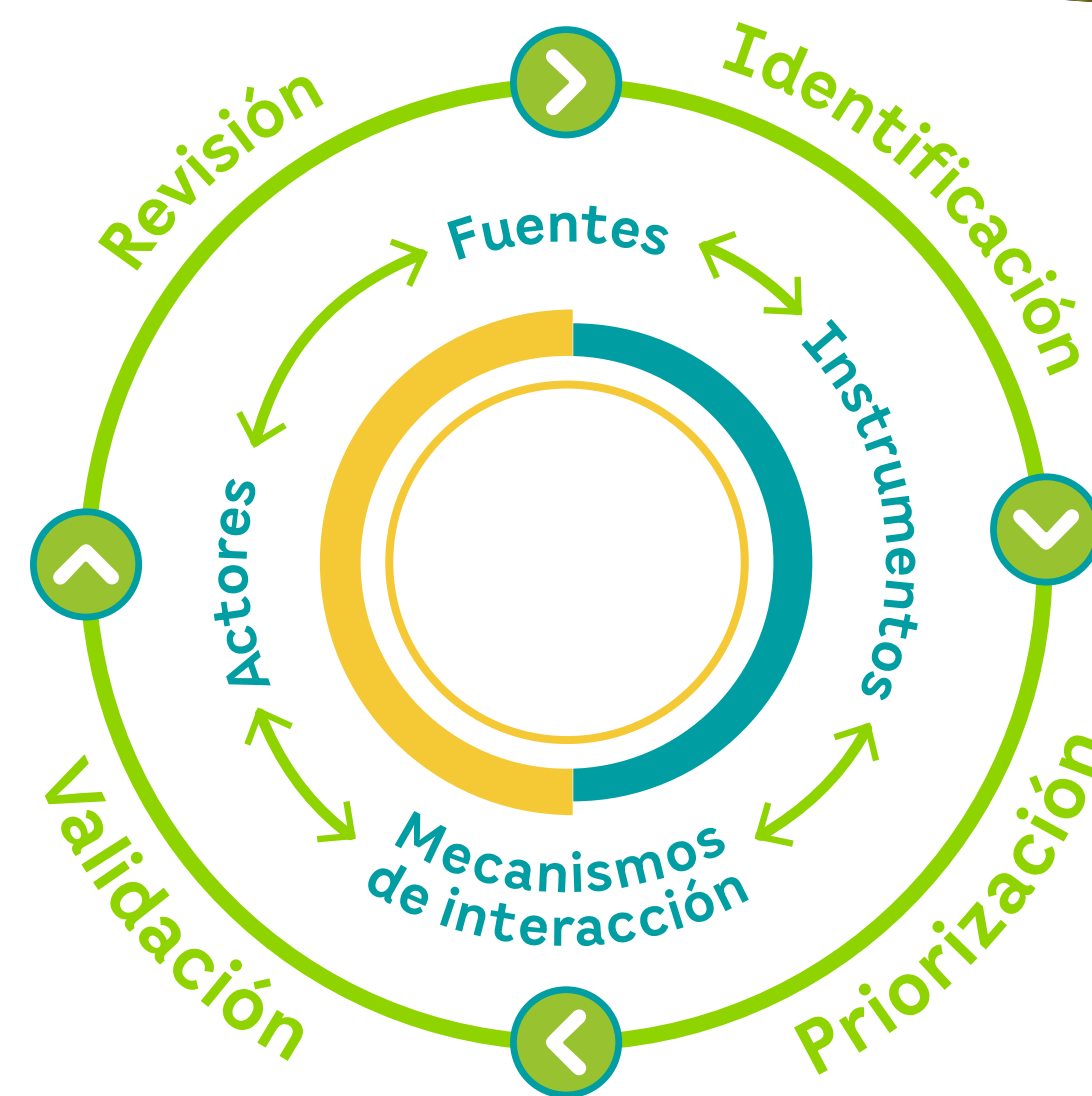 Identificación
Priorización
Validación
Revisión
Fuentes
Instrumentos
Mecanismos
de interacción
Actores